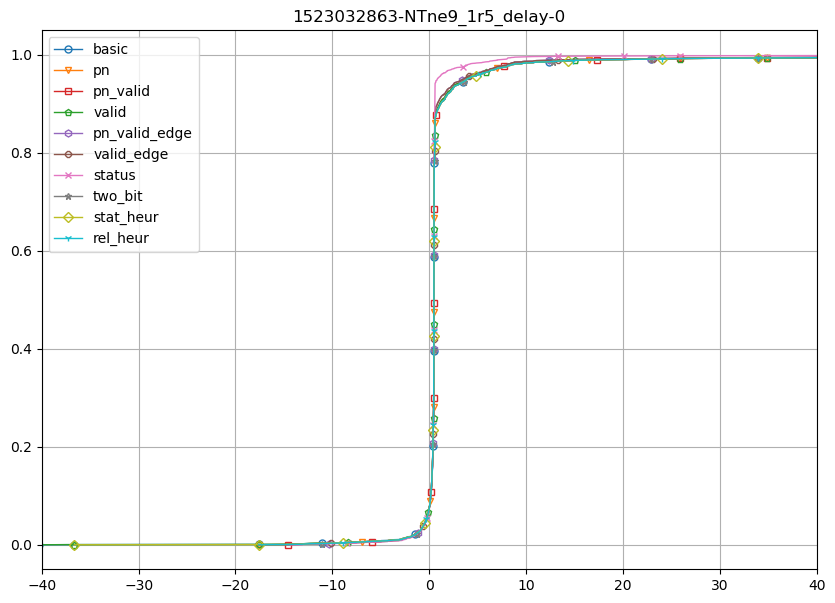 1523032863-NTne9_1r5_delay-0
1.0
0.8
0.6
0.4
0.2
0.0
basic
pn
pn_valid
valid
pn_valid_edge
valid_edge
status
two_bit
stat_heur
rel_heur
−40 −30 −20 −10 0 10 20 30 40